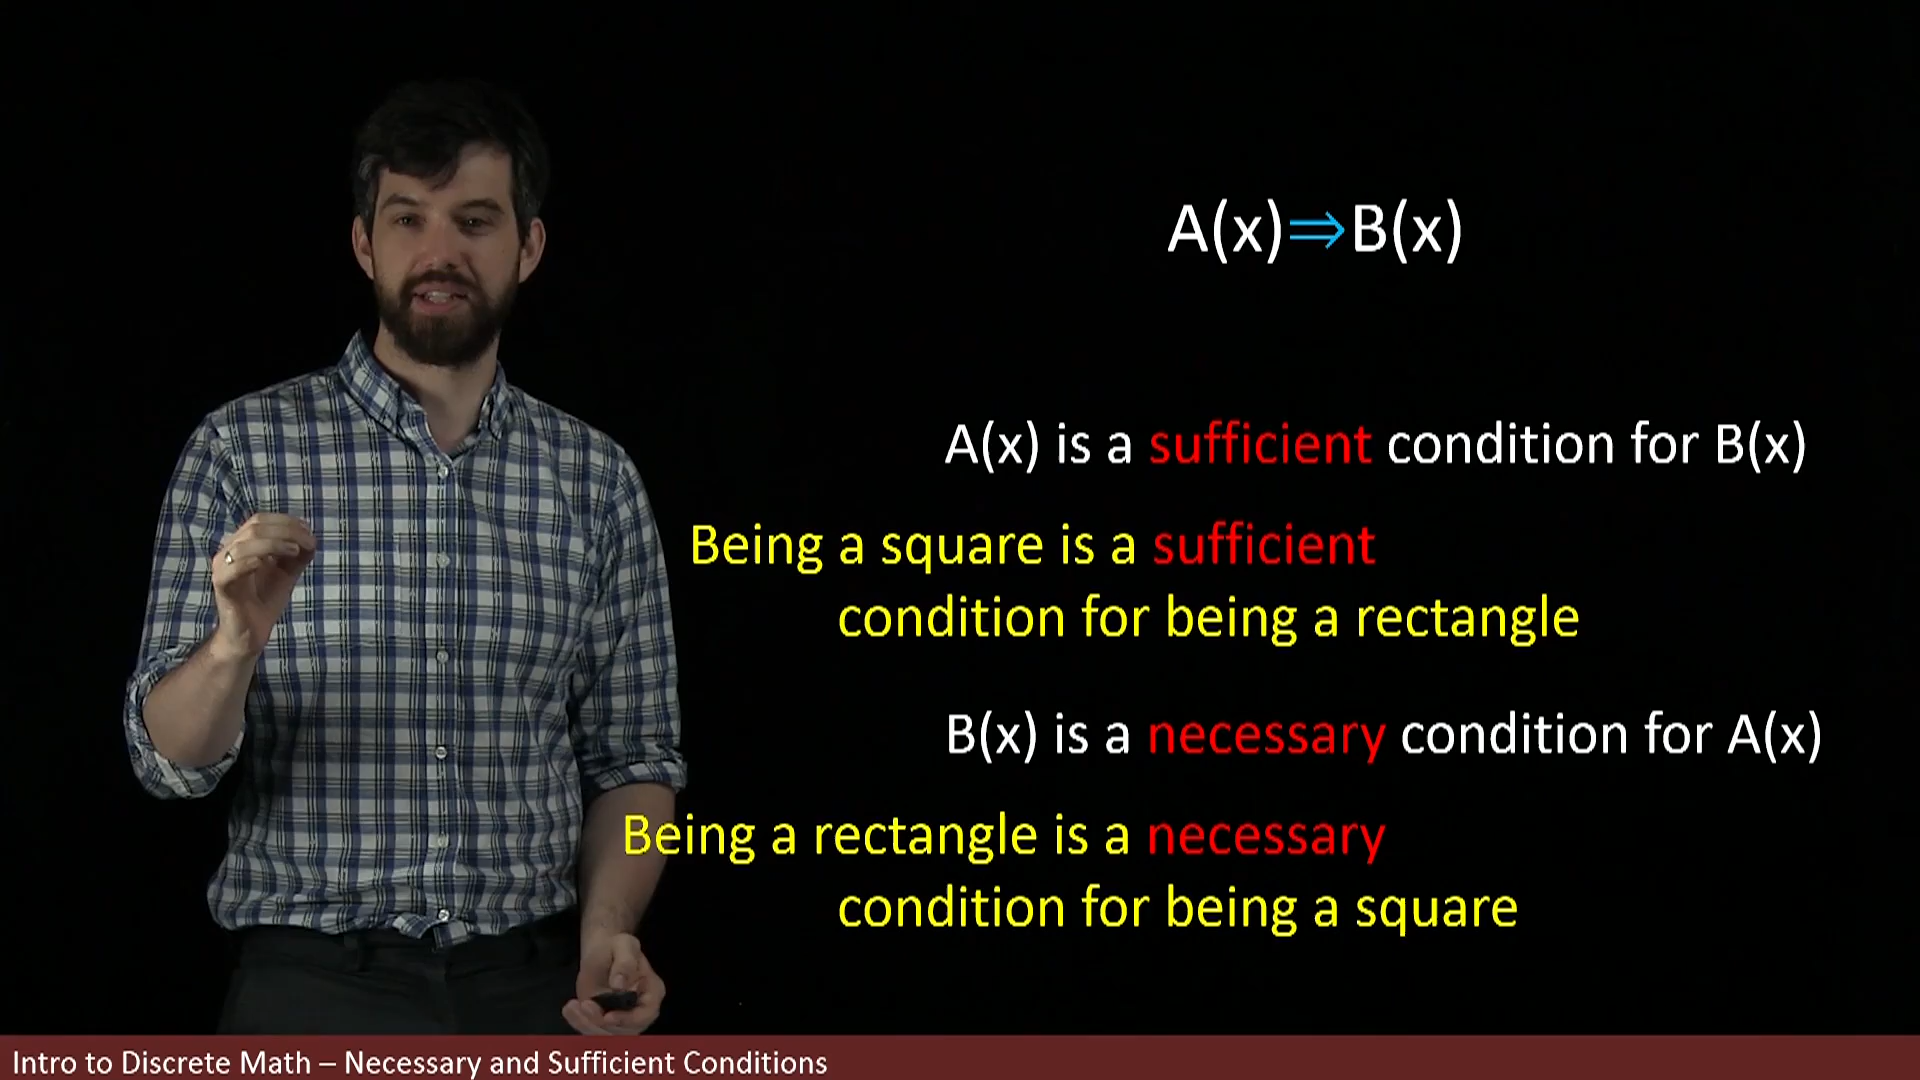 A(x)⇒B(x)
A(x) is a sufficient condition for B(x)
Being a square is a sufficient
condition for being a rectangle
B(x) is a necessary condition for A(x)
Being a rectangle is a necessary
condition for being a square
Intro to Discrete Math – Necessary and Sufficient Conditions